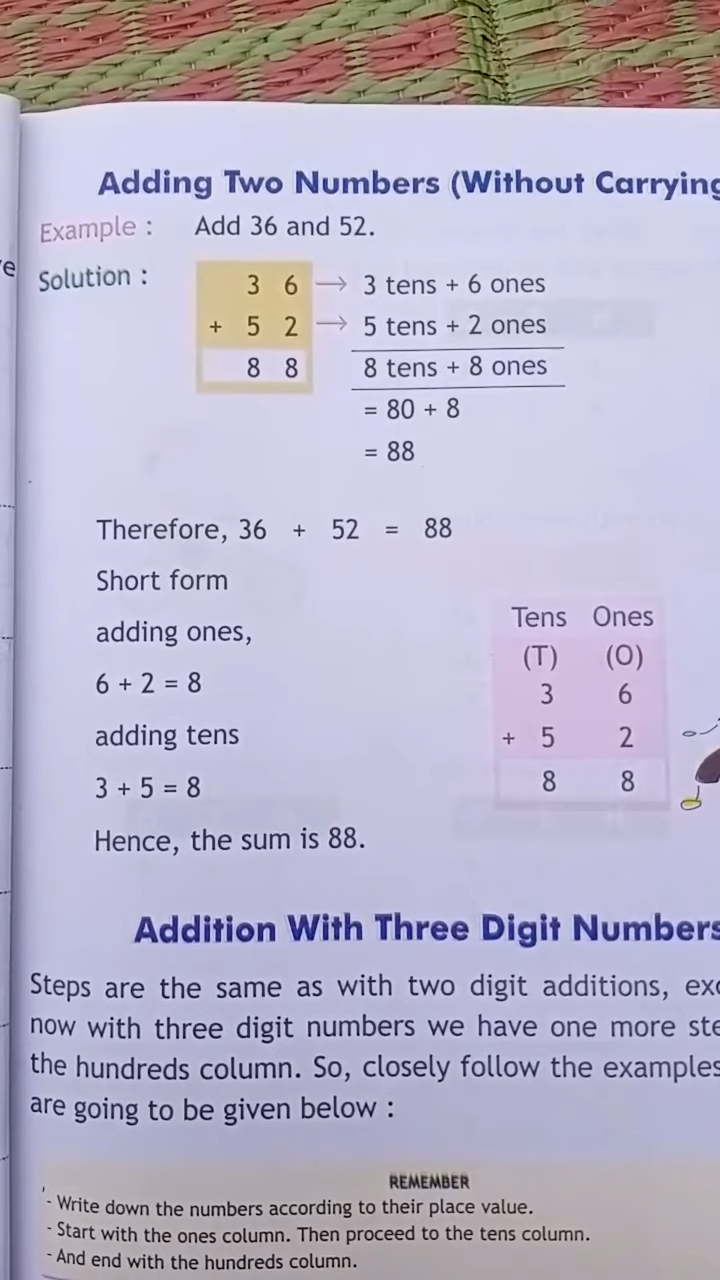 Adding Two Numbers (Without Carrying
Example : Add 36 and 52.
Solution :
3 6 → 3 tens + 6 ones
+ 5 2 → 5 tens + 2 ones
8 8 8 tens + 8 ones
= 80 + 8
= 88
Therefore, 36 + 52 = 88
Short form
adding ones,
6 + 2 = 8
adding tens
3 + 5 = 8
Hence, the sum is 88.
Tens Ones
(T) (O)
3 6
+ 5 2
8 8
Addition With Three Digit Numbers
Steps are the same as with two digit additions,
now with three digit numbers we have one more
the hundreds column. So, closely follow the examples
are going to be given below :
REMEMBER
- Write down the numbers according to their place value.
- Start with the ones column. Then proceed to the tens column.
- And end with the hundreds column.